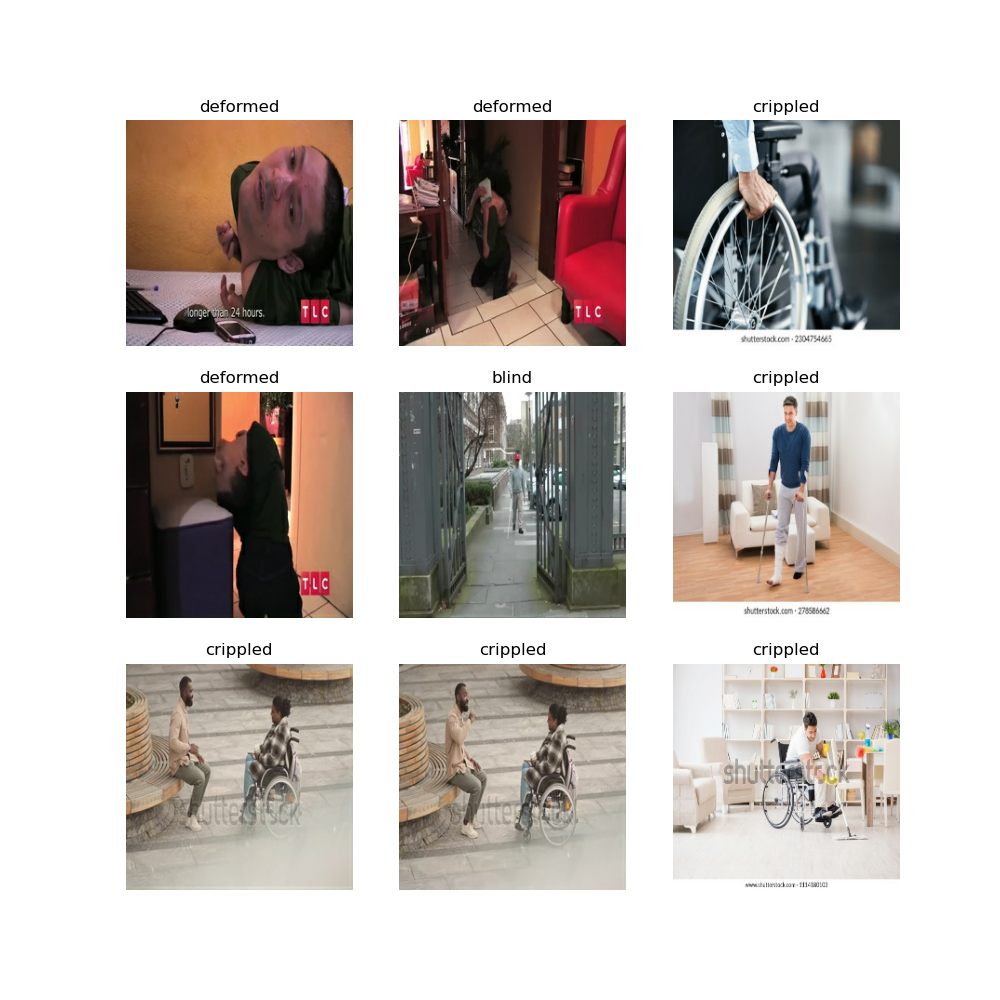 deformed
deformed
crippled
longer than 24 hours.
TLC
TLC
shutterstock.com · 2304754665
deformed
blind
crippled
TLC
shutterstock.com · 278586662
crippled
crippled
crippled
shutterstock
shutterstock
shutterstock
www.shutterstock.com · 1114180103